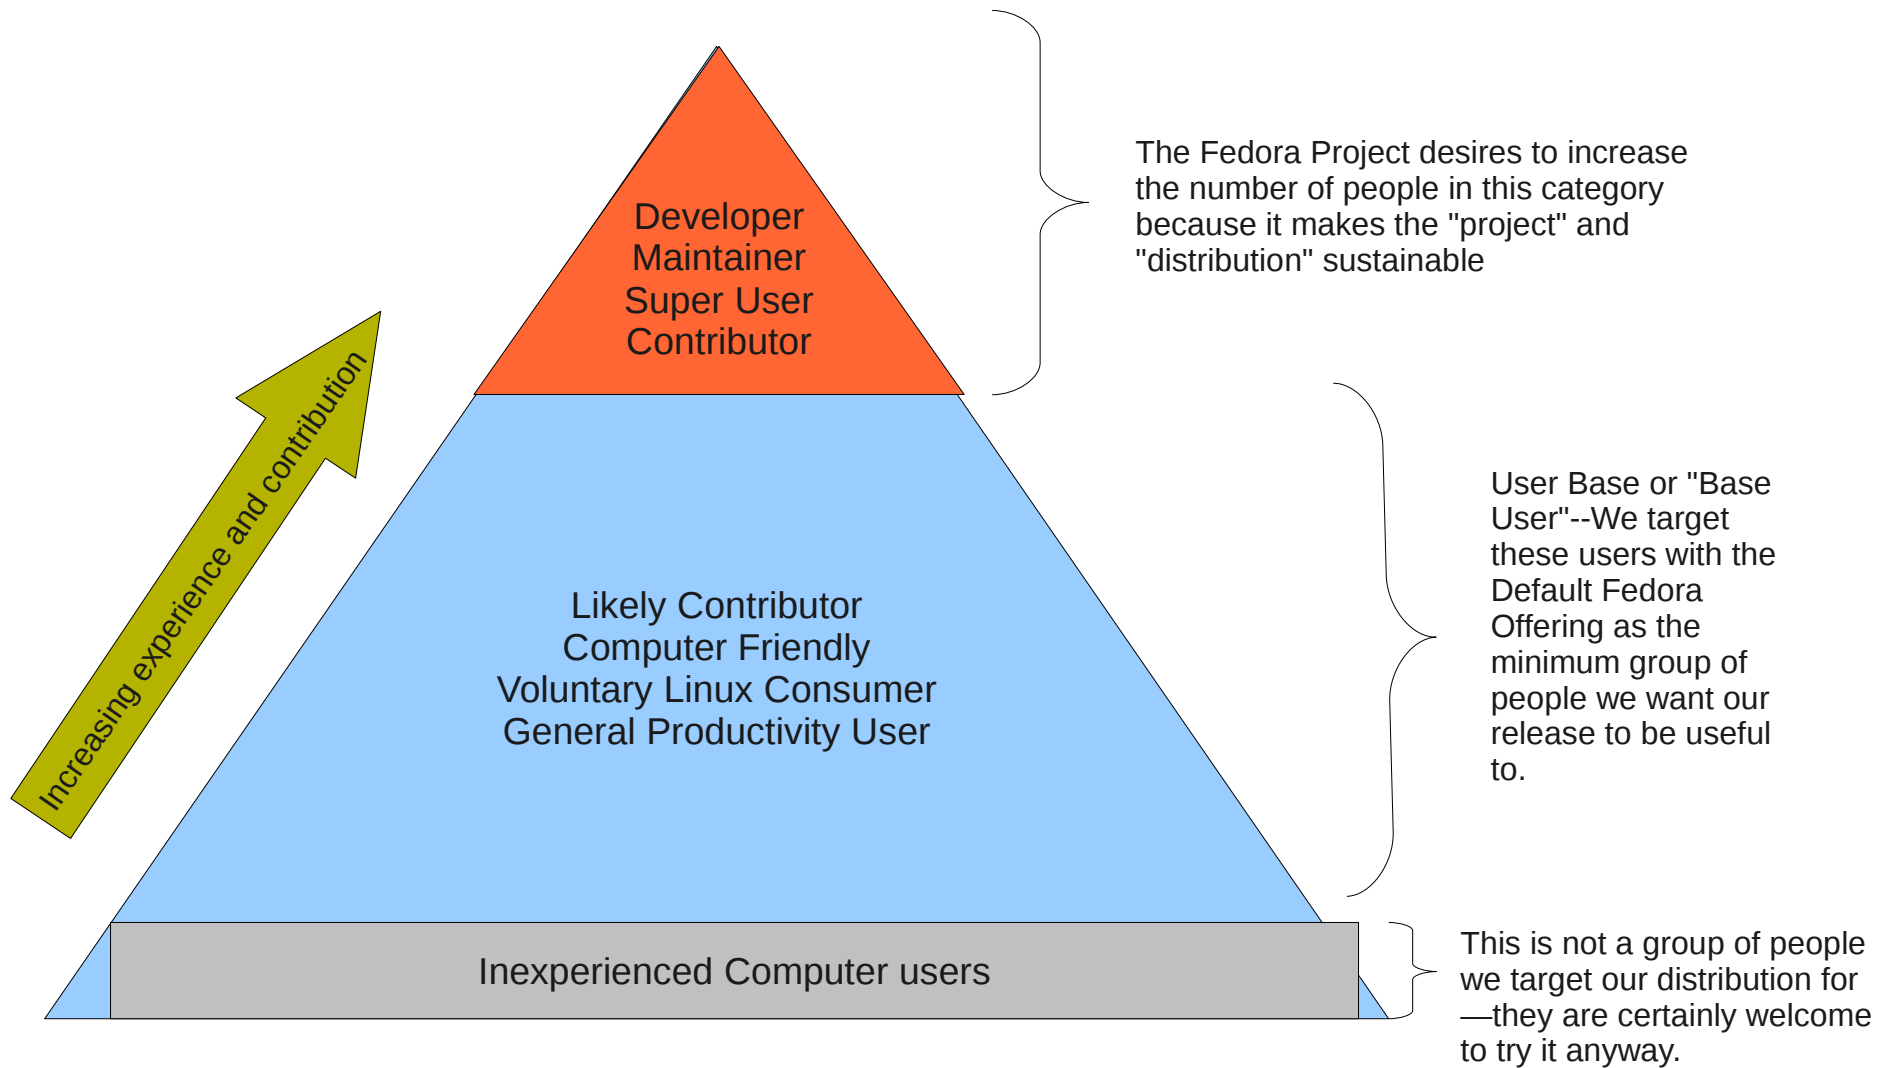 Developer
Maintainer
Super User
Contributor
The Fedora Project desires to increase
the number of people in this category
because it makes the "project" and
"distribution" sustainable
Increasing experience and contribution
Likely Contributor
Computer Friendly
Voluntary Linux Consumer
General Productivity User
User Base or "Base
User"--We target
these users with the
Default Fedora
Offering as the
minimum group of
people we want our
release to be useful
to.
Inexperienced Computer users
This is not a group of people
we target our distribution for
—they are certainly welcome
to try it anyway.